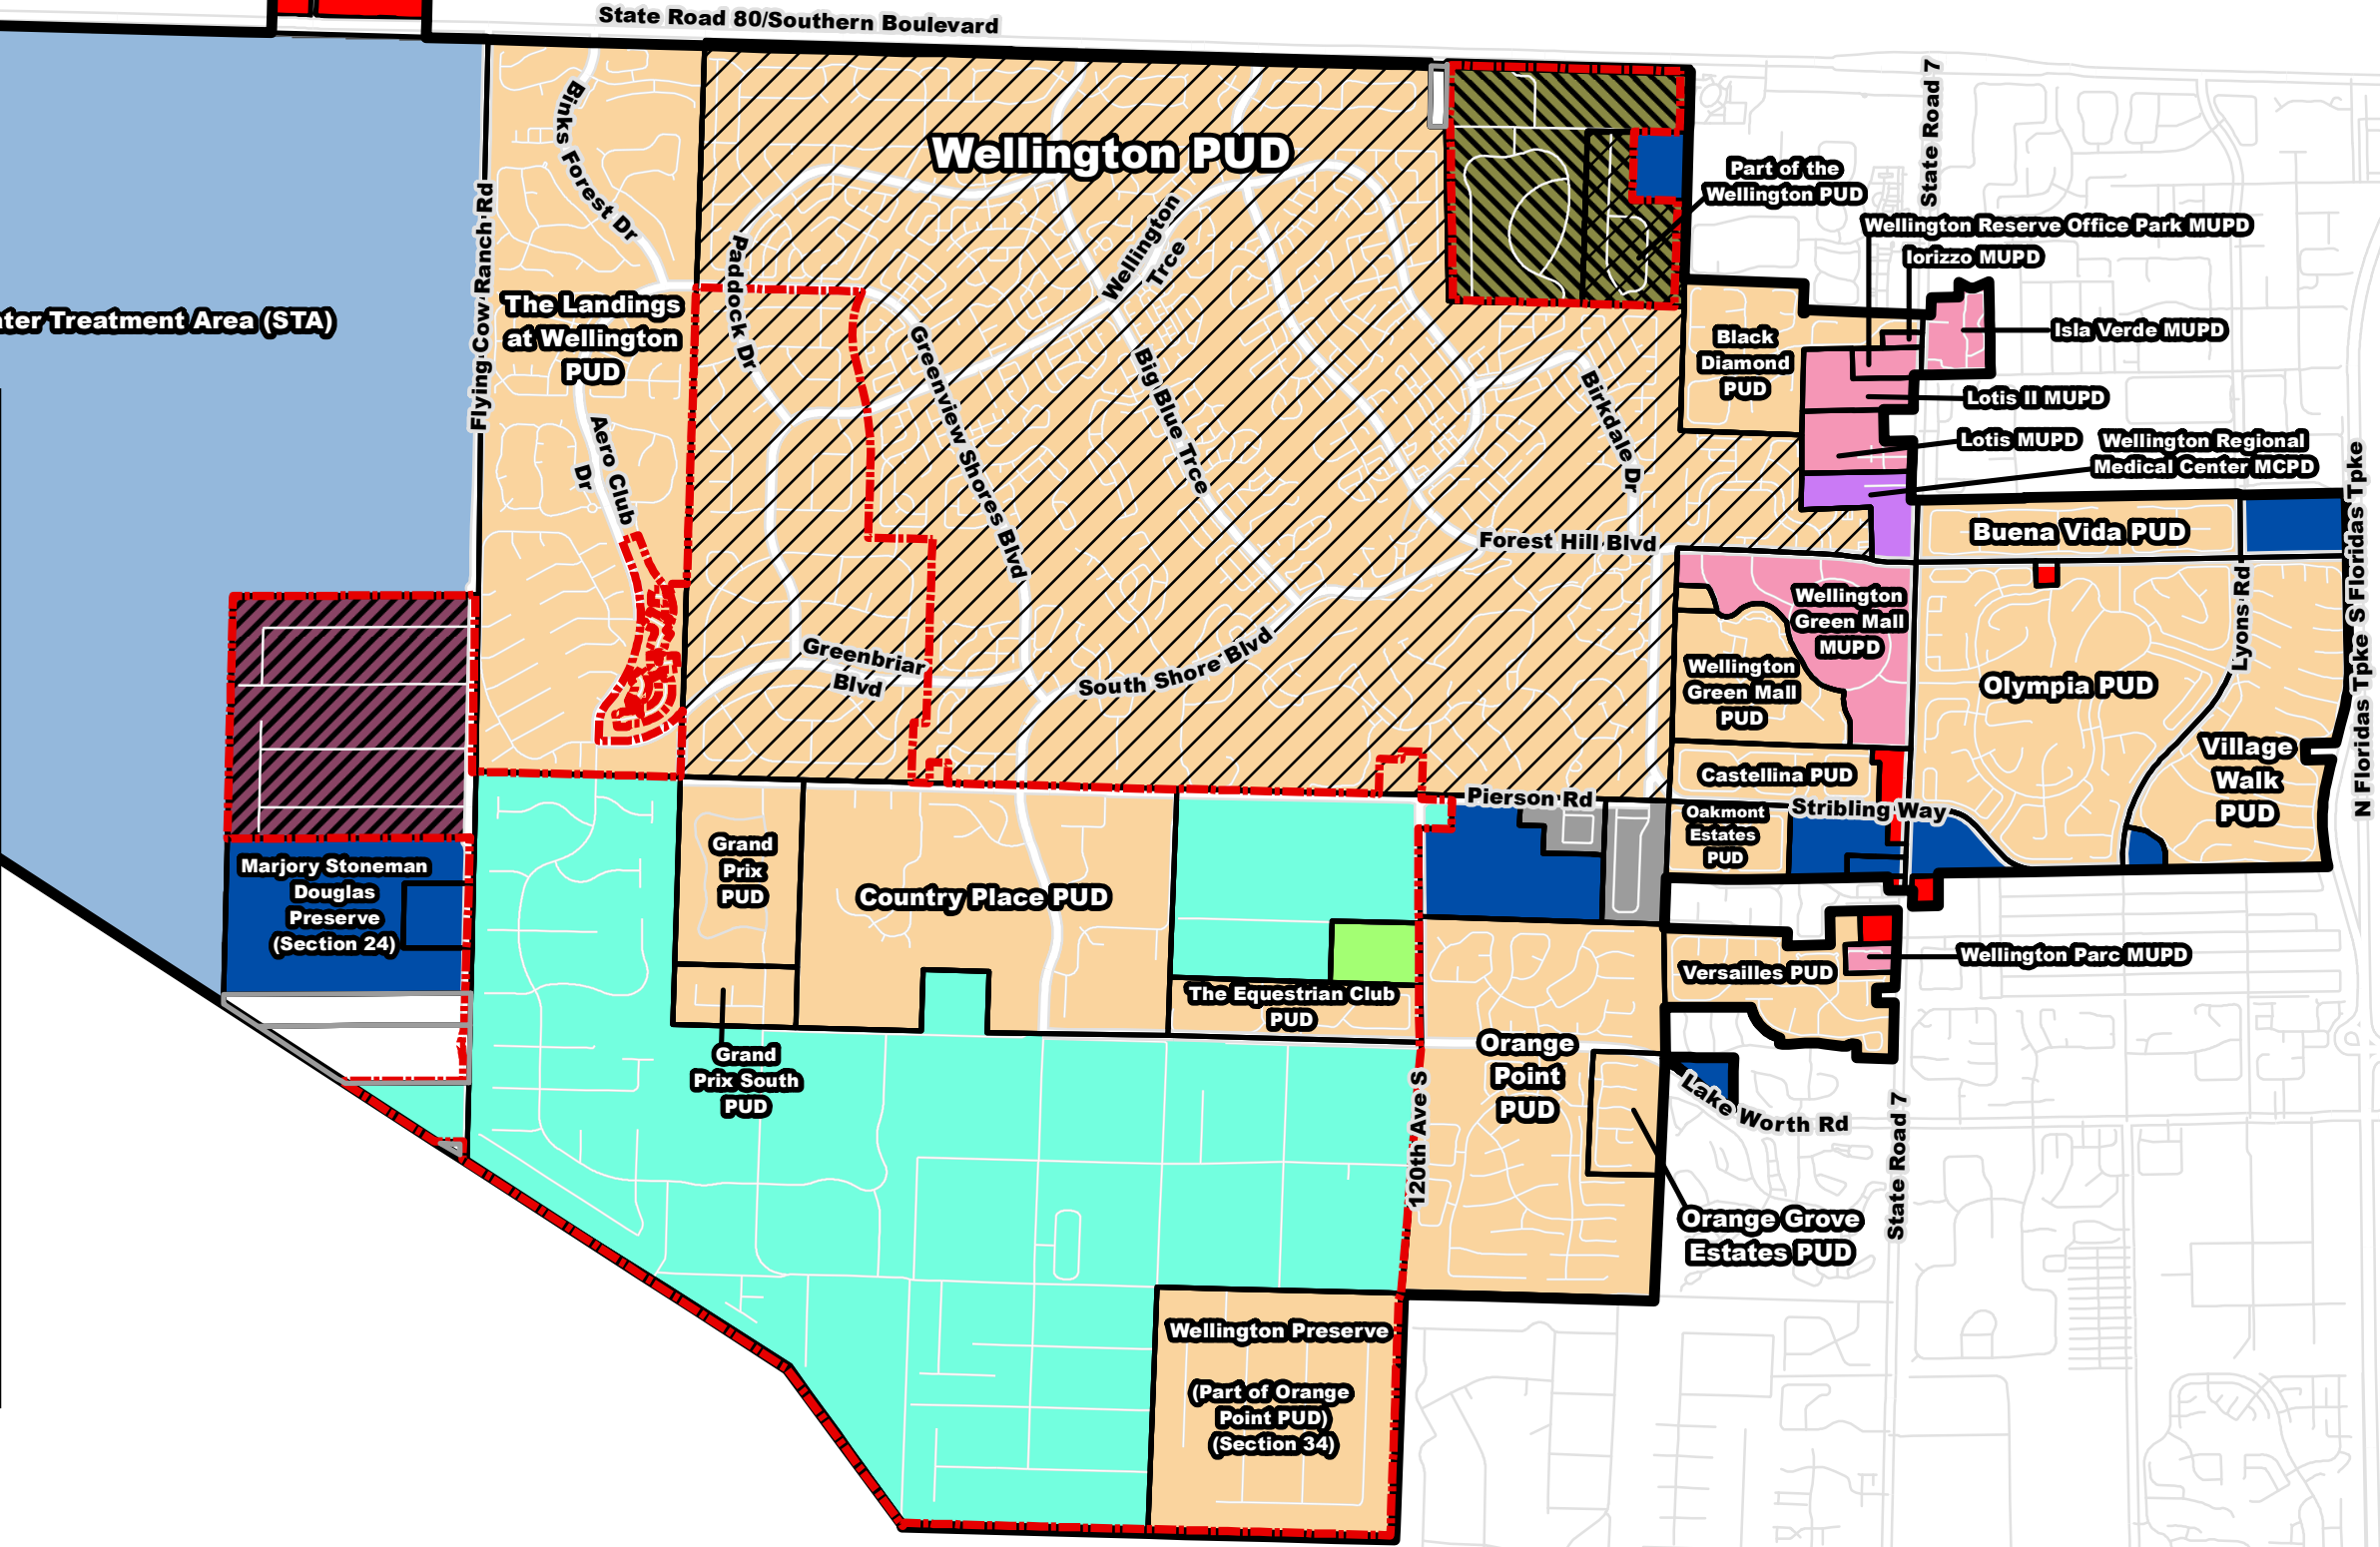 State Road 80/Southern Boulevard
Wellington PUD
Binks Forest Dr
Flying Cow Ranch Rd
ter Treatment Area (STA)
The Landings
at Wellington
PUD
Aero Club
Dr
Paddock Dr
Greenview Shores Blvd
Wellington
Trce
Big Blue Trce
Birkdale Dr
Forest Hill Blvd
South Shore Blvd
Greenbriar
Blvd
Part of the
Wellington PUD
State Road 7
Wellington Reserve Office Park MUPD
Iorizzo MUPD
Isla Verde MUPD
Black
Diamond
PUD
Lotis II MUPD
Lotis MUPD
Wellington Regional
Medical Center MCPD
Buena Vida PUD
N Floridas Tpke S Floridas Tpke
Wellington
Green Mall
MUPD
Wellington
Green Mall
PUD
Olympia PUD
Lyons Rd
Village
Walk
PUD
Castellina PUD
Pierson Rd
Stribling Way
Oakmont
Estates
PUD
Marjory Stoneman
Douglas
Preserve
(Section 24)
Grand
Prix
PUD
Country Place PUD
The Equestrian Club
PUD
Versailles PUD
Wellington Parc MUPD
Grand
Prix South
PUD
Orange
Point
PUD
120th Ave S
Lake Worth Rd
State Road 7
Orange Grove
Estates PUD
Wellington Preserve
(Part of Orange
Point PUD)
(Section 34)